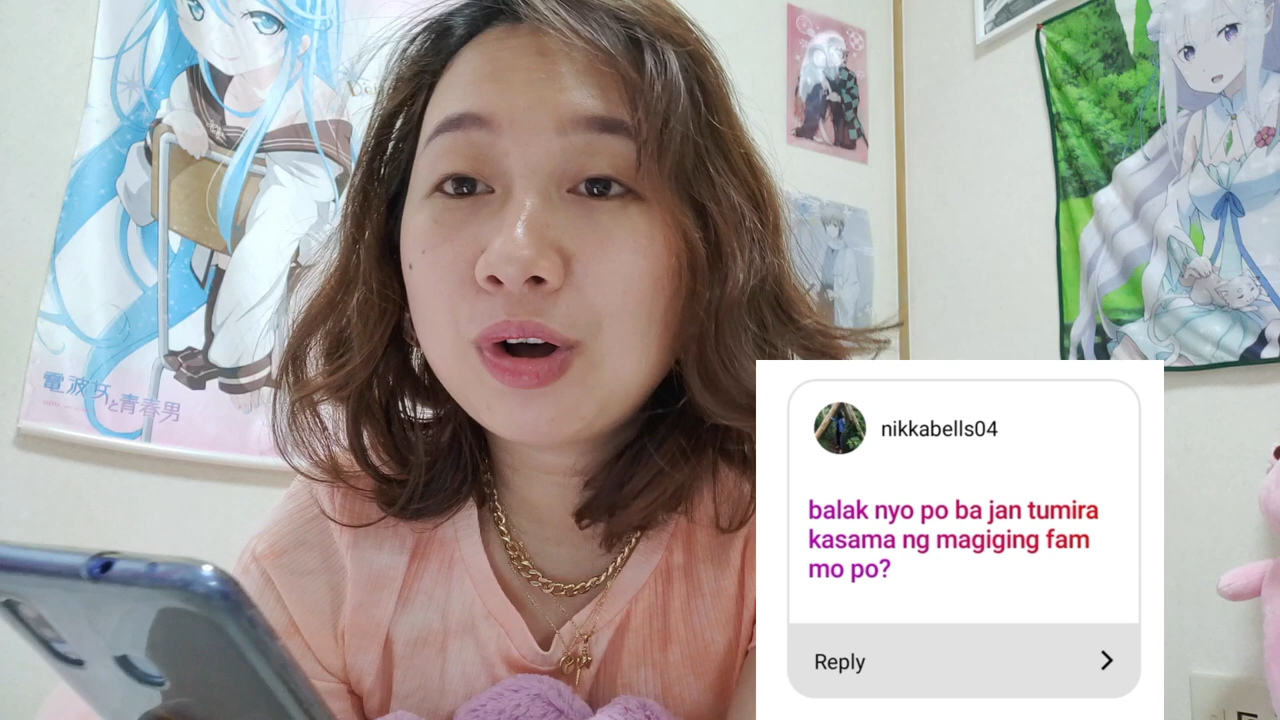 電波女と青春男
nikkabells04
balak nyo po ba jan tumira
kasama ng magiging fam
mo po?
Reply